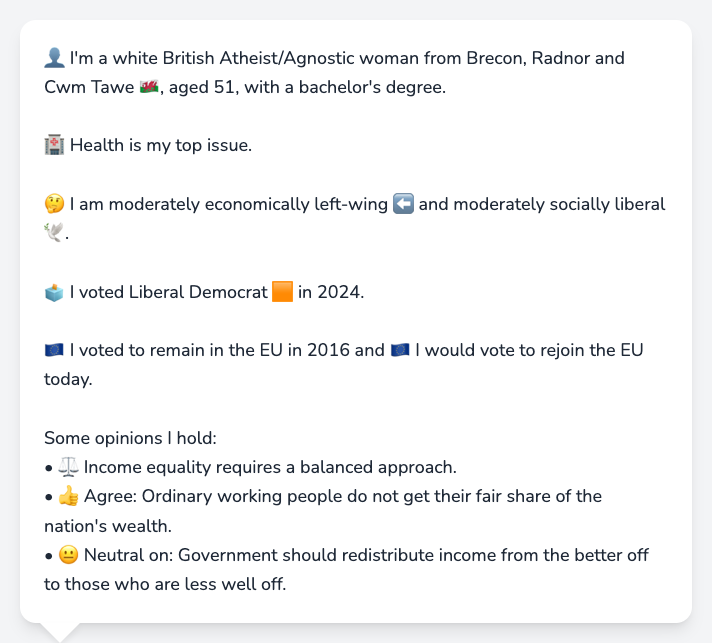 👤 I'm a white British Atheist/Agnostic woman from Brecon, Radnor and
Cwm Tawe 🏴󠁧󠁢󠁷󠁬󠁳󠁿, aged 51, with a bachelor's degree.
🏥 Health is my top issue.
🤔 I am moderately economically left-wing ⬅️ and moderately socially liberal
🕊️.
🗳️ I voted Liberal Democrat 🟧 in 2024.
🇪🇺 I voted to remain in the EU in 2016 and 🇪🇺 I would vote to rejoin the EU
today.
Some opinions I hold:
• ⚖️ Income equality requires a balanced approach.
• 👍 Agree: Ordinary working people do not get their fair share of the
nation's wealth.
• 😐 Neutral on: Government should redistribute income from the better off
to those who are less well off.